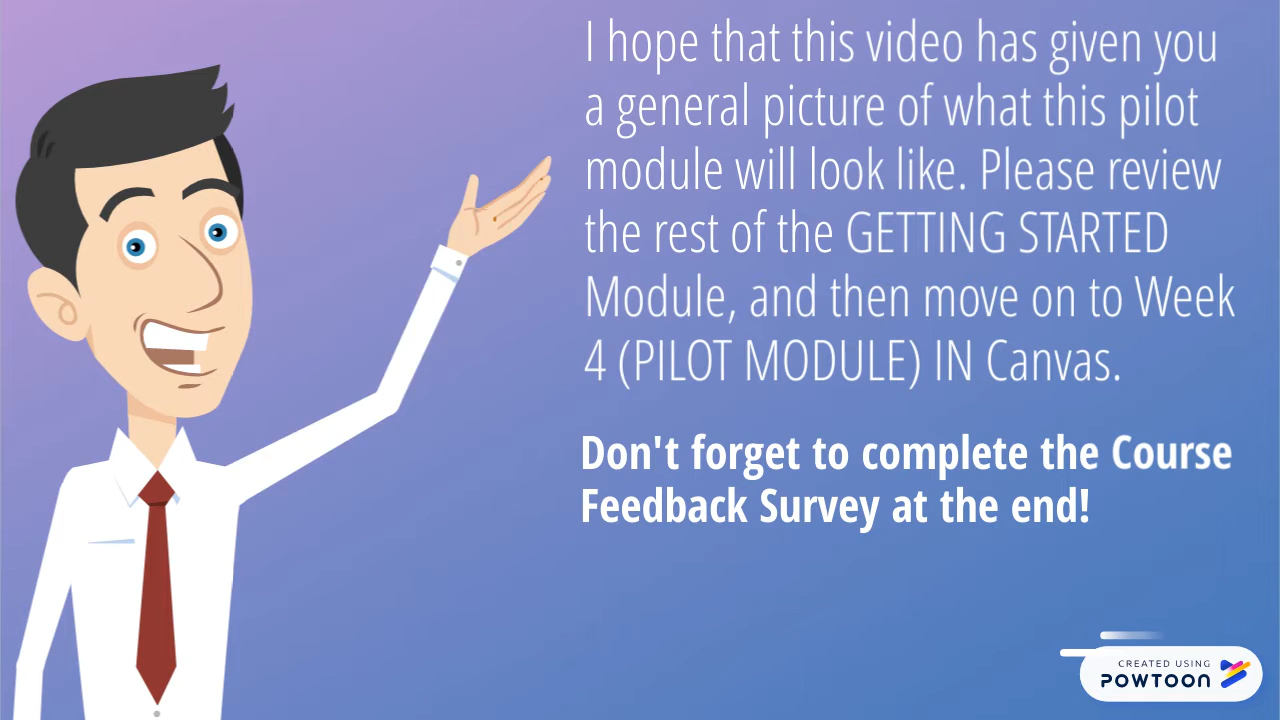 I hope that this video has given you
a general picture of what this pilot
module will look like. Please review
the rest of the GETTING STARTED
Module, and then move on to Week
4 (PILOT MODULE) IN Canvas.
Don't forget to complete the Course
Feedback Survey at the end!
CREATED USING
POWTOON